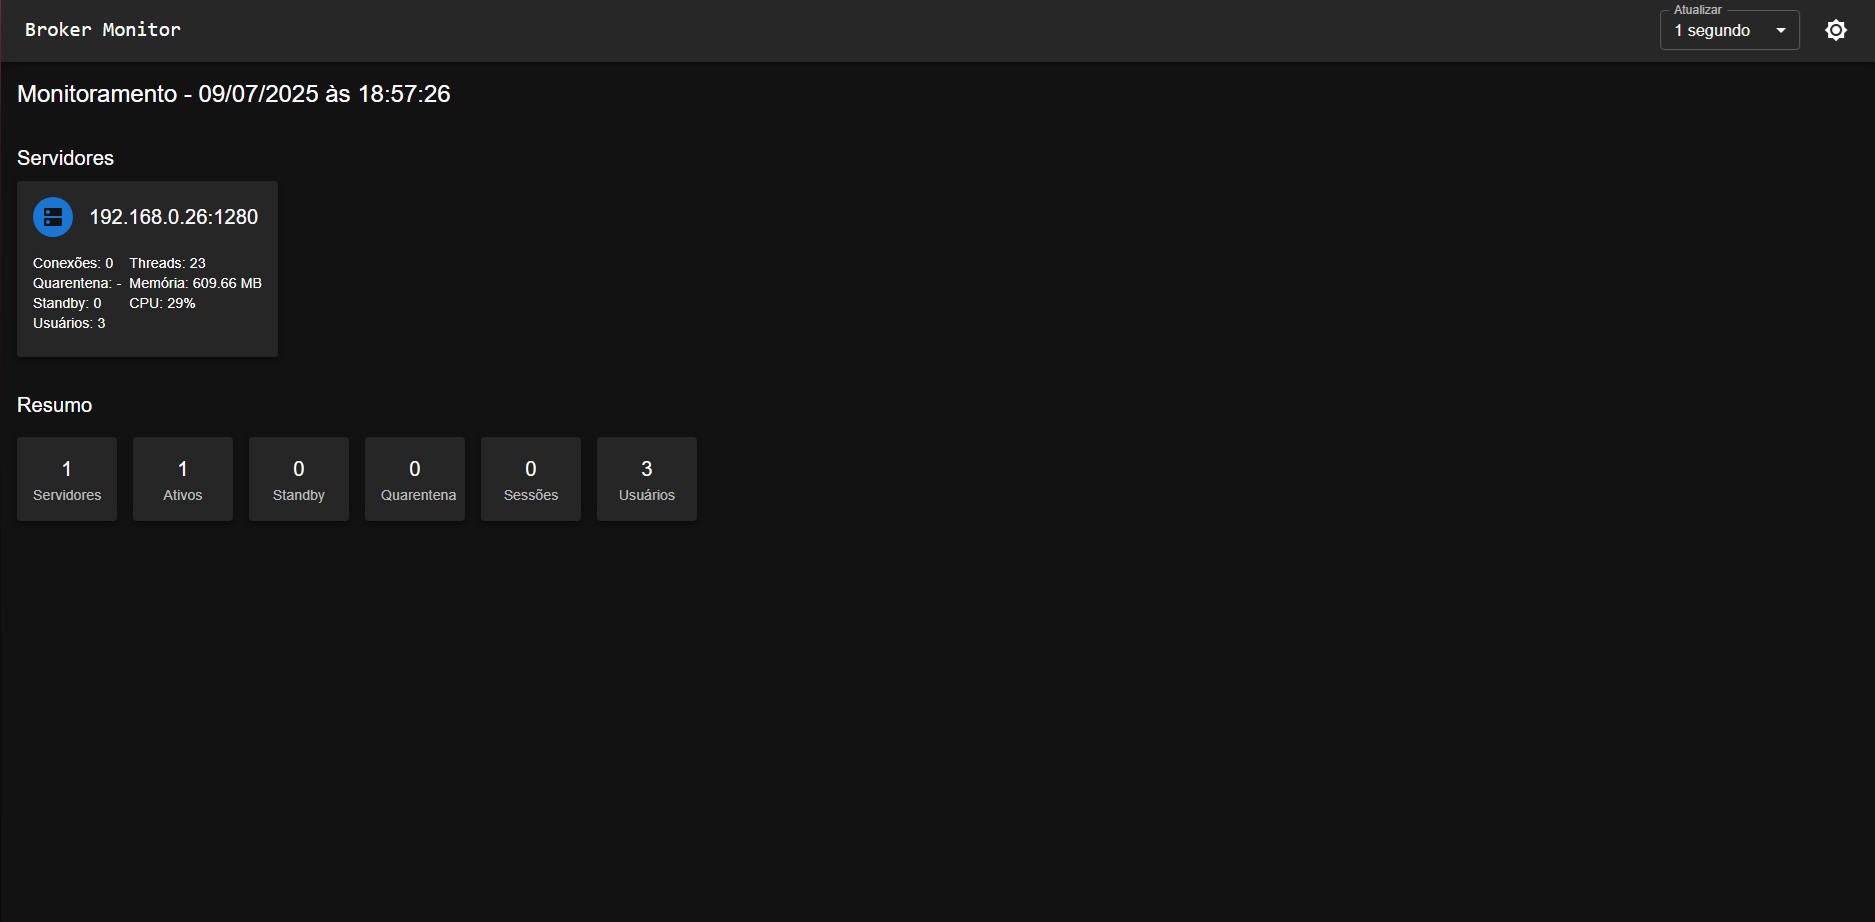 Broker Monitor
Atualizar
1 segundo
Monitoramento - 09/07/2025 às 18:57:26
Servidores
192.168.0.26:1280
Conexões: 0 Threads: 23
Quarentena: - Memória: 609.66 MB
Standby: 0 CPU: 29%
Usuários: 3
Resumo
1 1 0 0 0 3
Servidores Ativos Standby Quarentena Sessões Usuários